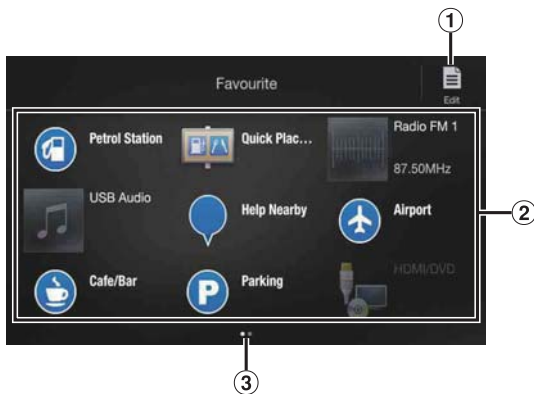 1
Favourite
Edit
Petrol Station
Quick Plac...
Radio FM 1
87.50MHz
USB Audio
Help Nearby
Airport
2
Cafe/Bar
P
Parking
HDMI/DVD
3